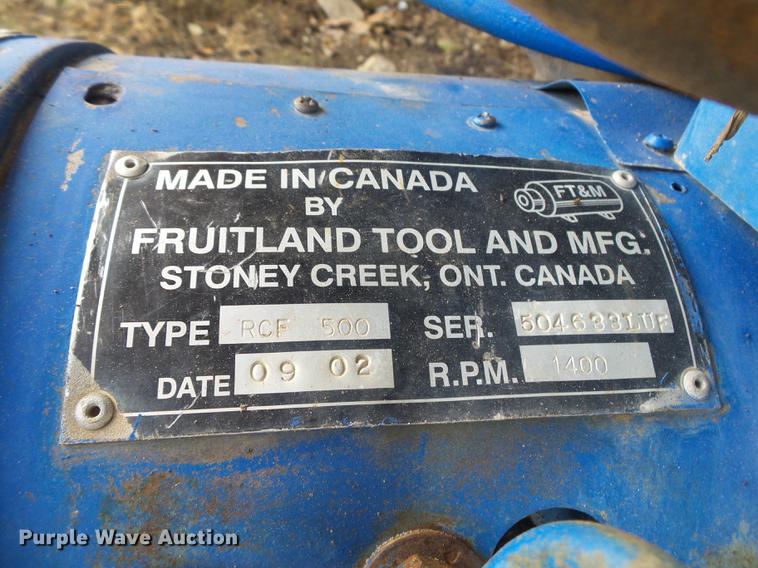 MADE IN CANADA
FT&M
BY
FRUITLAND TOOL AND MFG.
STONEY CREEK, ONT. CANADA
TYPE RCF 500 SER. 504633LUF
DATE 09 02 R.P.M. 1400
Purple Wave Auction